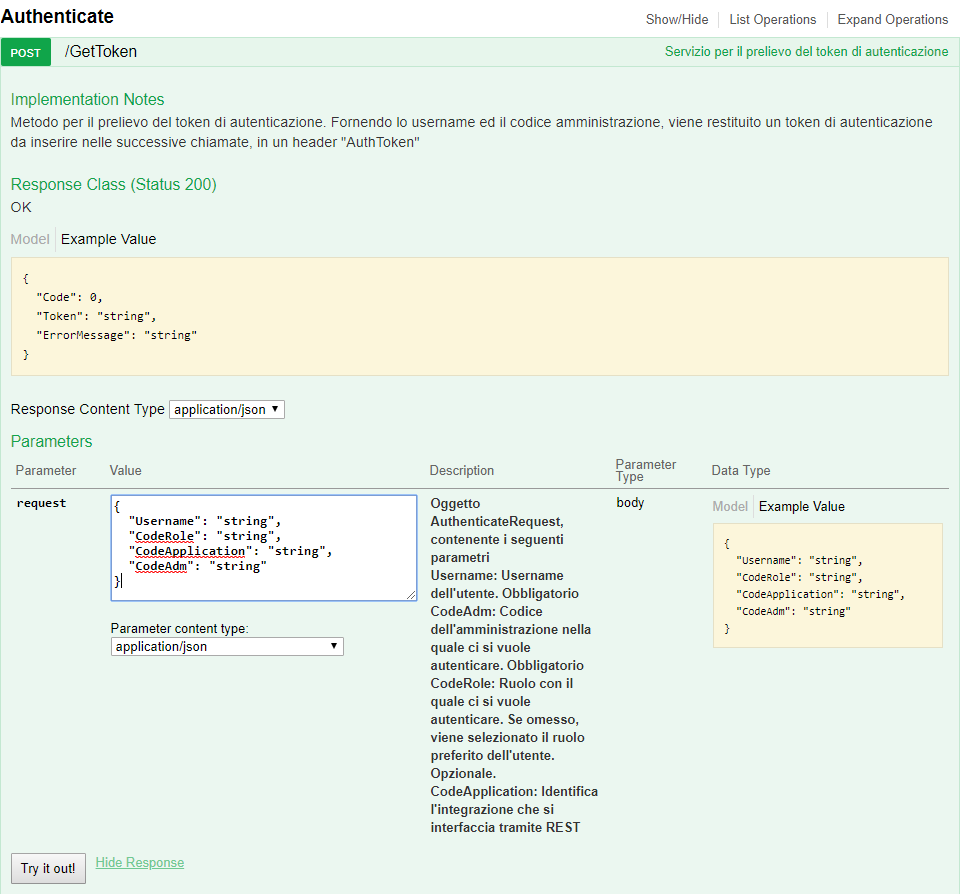 Authenticate
Show/Hide
List Operations
Expand Operations
POST
/GetToken
Servizio per il prelievo del token di autenticazione
Implementation Notes
Metodo per il prelievo del token di autenticazione. Fornendo lo username ed il codice amministrazione, viene restituito un token di autenticazione
da inserire nelle successive chiamate, in un header "AuthToken"
Response Class (Status 200)
OK
Model
Example Value
{
"Code": 0,
"Token": "string",
"ErrorMessage": "string"
}
Response Content Type application/json
Parameters
Parameter
Value
Description
Parameter
Type
Data Type
request
{
"Username": "string",
"CodeRole": "string",
"CodeApplication": "string",
"CodeAdm": "string"
}
Parameter content type:
application/json
Oggetto
AuthenticateRequest,
contenente i seguenti
parametri
Username: Username
dell'utente. Obbligatorio
CodeAdm: Codice
dell'amministrazione nella
quale ci si vuole
autenticare. Obbligatorio
CodeRole: Ruolo con il
quale ci si vuole
autenticare. Se omesso,
viene selezionato il ruolo
preferito dell'utente.
Opzionale.
CodeApplication: Identifica
l'integrazione che si
interfaccia tramite REST
body
Model
Example Value
{
"Username": "string",
"CodeRole": "string",
"CodeApplication": "string",
"CodeAdm": "string"
}
Try it out!
Hide Response